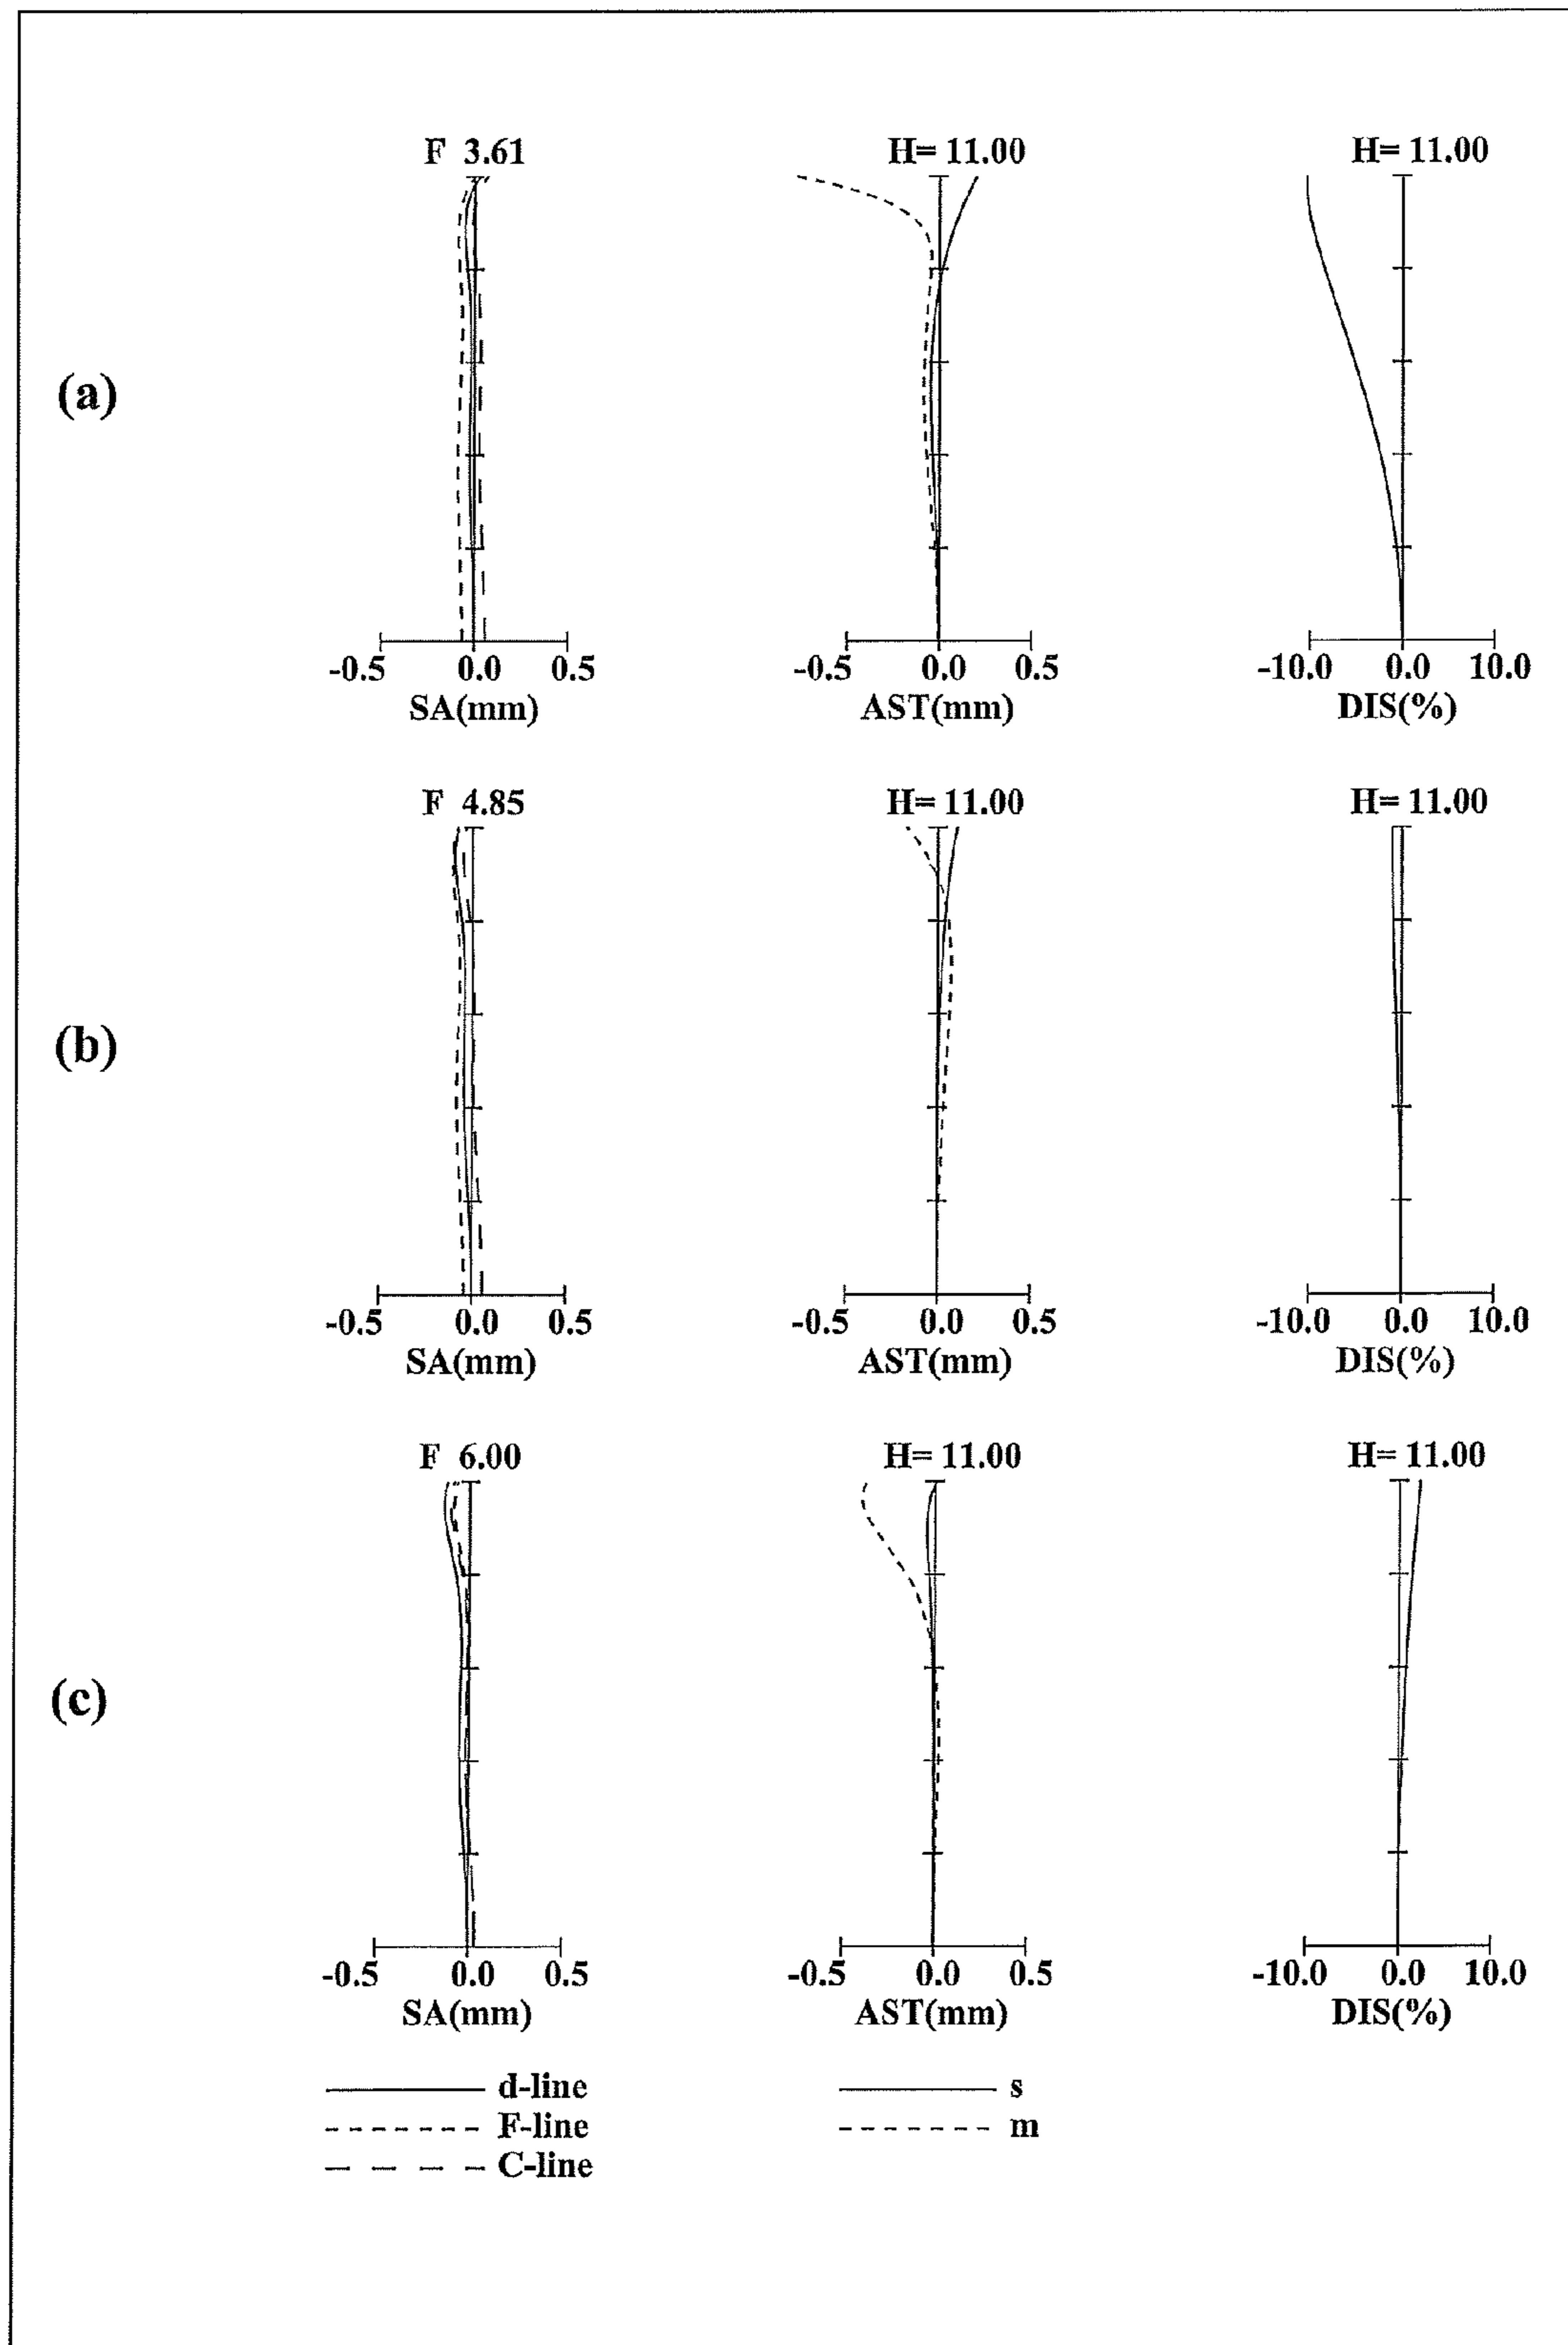 F 3.61 H= 11.00 H= 11.00
(a)
-0.5 0.0 0.5 -0.5 0.0 0.5 -10.0 0.0 10.0
SA(mm) AST(mm) DIS(%)
F 4.85 H= 11.00 H= 11.00
(b)
-0.5 0.0 0.5 -0.5 0.0 0.5 -10.0 0.0 10.0
SA(mm) AST(mm) DIS(%)
F 6.00 H= 11.00 H= 11.00
(c)
-0.5 0.0 0.5 -0.5 0.0 0.5 -10.0 0.0 10.0
SA(mm) AST(mm) DIS(%)
d-line s
F-line m
C-line